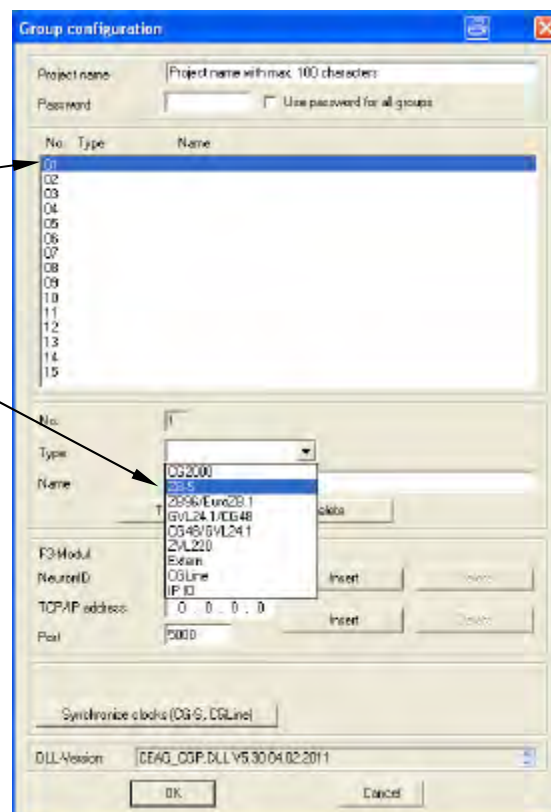 Group configuration
Project name Project name with max. 100 characters
Password Use password for all groups
No. Type Name
01
02
03
04
05
06
07
08
09
10
11
12
13
14
15
No. 1
Type
CG2000
ZB-S
Name
ZB96/EuroZB.1
GVL24.1/CG48
CG48/GVL24.1
ZVL220
Extern
CGLine
IP IO
F3-Modul
NeuronID Insert
TCP/IP address 0 . 0 . 0 . 0
Insert
Port 5000
Synchronize clocks (CG-S, CGLine)
DLL-Version CEAG_CGP.DLL V5.30 04.02.2011
OK Cancel